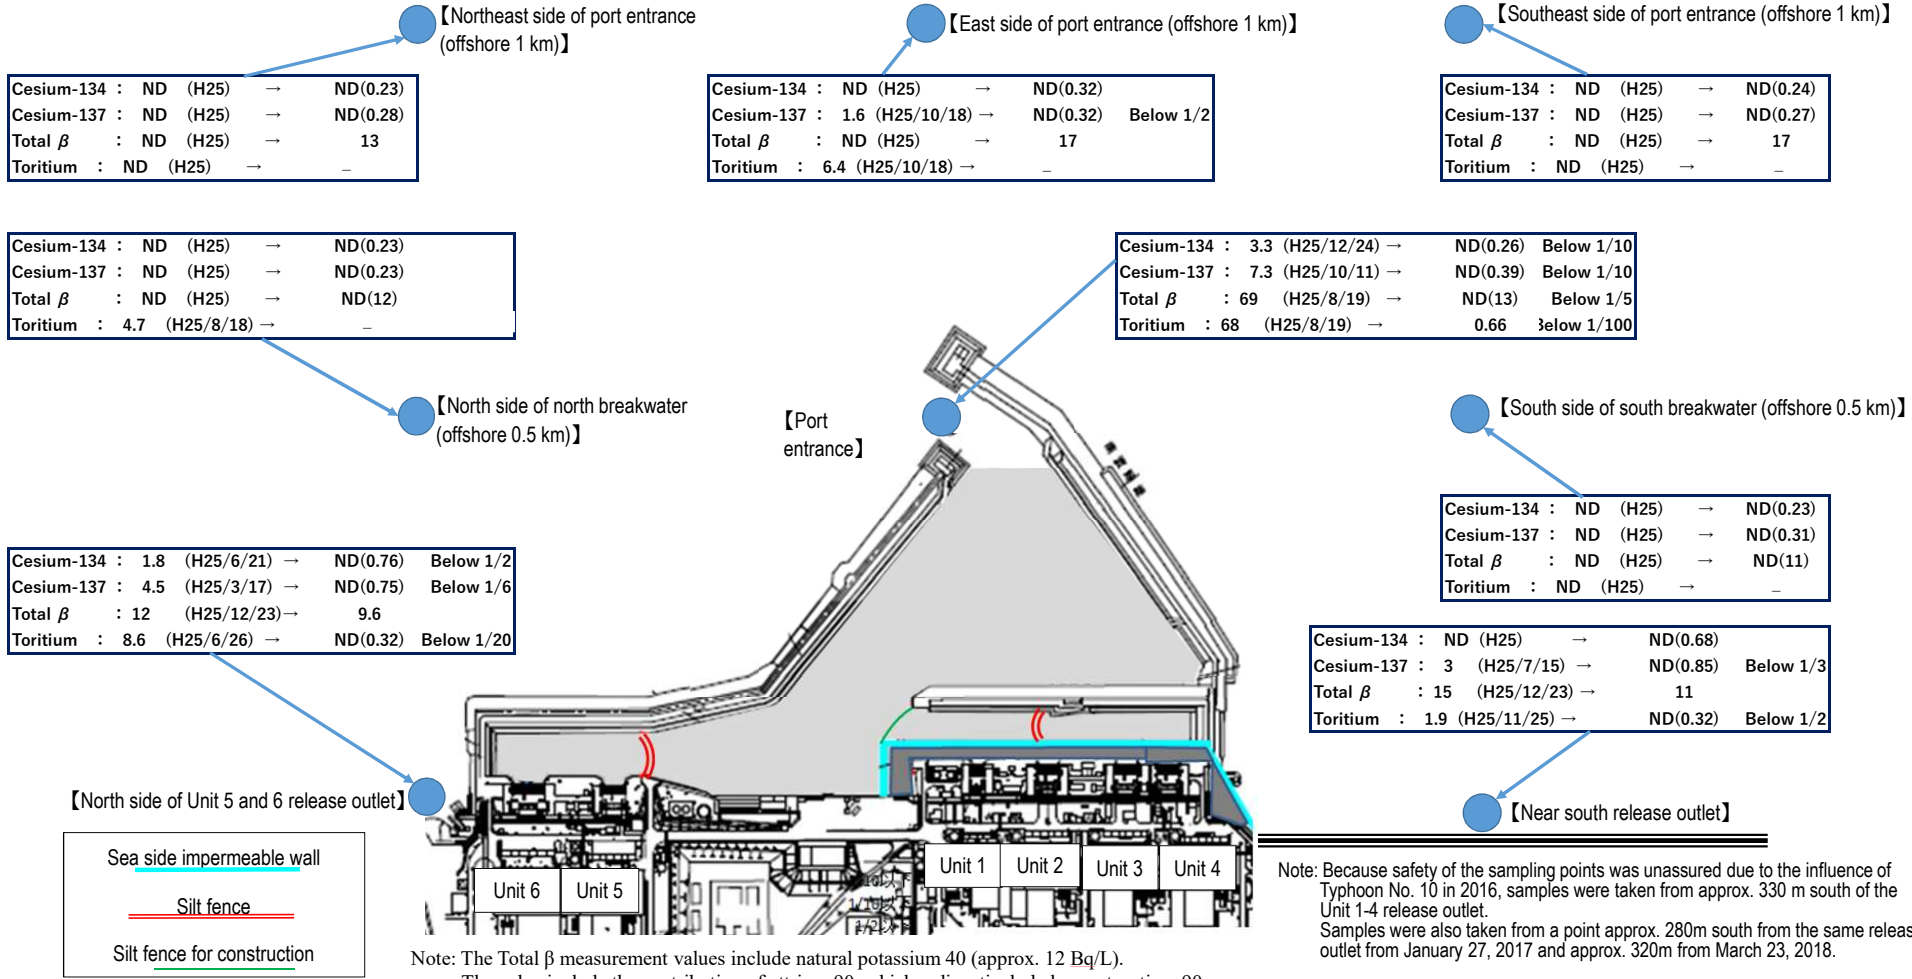 【Northeast side of port entrance
(offshore 1 km)】
Cesium-134 : ND (H25) → ND(0.23)
Cesium-137 : ND (H25) → ND(0.28)
Total β : ND (H25) → 13
Toritium : ND (H25) → –
【East side of port entrance (offshore 1 km)】
Cesium-134 : ND (H25) → ND(0.32)
Cesium-137 : 1.6 (H25/10/18) → ND(0.32) Below 1/2
Total β : ND (H25) → 17
Toritium : 6.4 (H25/10/18) → –
【Southeast side of port entrance (offshore 1 km)】
Cesium-134 : ND (H25) → ND(0.24)
Cesium-137 : ND (H25) → ND(0.27)
Total β : ND (H25) → 17
Toritium : ND (H25) → –
Cesium-134 : ND (H25) → ND(0.23)
Cesium-137 : ND (H25) → ND(0.23)
Total β : ND (H25) → ND(12)
Toritium : 4.7 (H25/8/18) → –
【North side of north breakwater
(offshore 0.5 km)】
Cesium-134 : 3.3 (H25/12/24) → ND(0.26) Below 1/10
Cesium-137 : 7.3 (H25/10/11) → ND(0.39) Below 1/10
Total β : 69 (H25/8/19) → ND(13) Below 1/5
Toritium : 68 (H25/8/19) → 0.66 Below 1/100
【Port
entrance】
【South side of south breakwater (offshore 0.5 km)】
Cesium-134 : ND (H25) → ND(0.23)
Cesium-137 : ND (H25) → ND(0.31)
Total β : ND (H25) → ND(11)
Toritium : ND (H25) → –
Cesium-134 : 1.8 (H25/6/21) → ND(0.76) Below 1/2
Cesium-137 : 4.5 (H25/3/17) → ND(0.75) Below 1/6
Total β : 12 (H25/12/23)→ 9.6
Toritium : 8.6 (H25/6/26) → ND(0.32) Below 1/20
【North side of Unit 5 and 6 release outlet】
Cesium-134 : ND (H25) → ND(0.68)
Cesium-137 : 3 (H25/7/15) → ND(0.85) Below 1/3
Total β : 15 (H25/12/23) → 11
Toritium : 1.9 (H25/11/25) → ND(0.32) Below 1/2
【Near south release outlet】
Sea side impermeable wall
Silt fence
Silt fence for construction
Unit 6 Unit 5
Unit 1 Unit 2 Unit 3 Unit 4
Note: Because safety of the sampling points was unassured due to the influence of
Typhoon No. 10 in 2016, samples were taken from approx. 330 m south of the
Unit 1-4 release outlet.
Samples were also taken from a point approx. 280m south from the same releas
outlet from January 27, 2017 and approx. 320m from March 23, 2018.
Note: The Total β measurement values include natural potassium 40 (approx. 12 Bq/L).